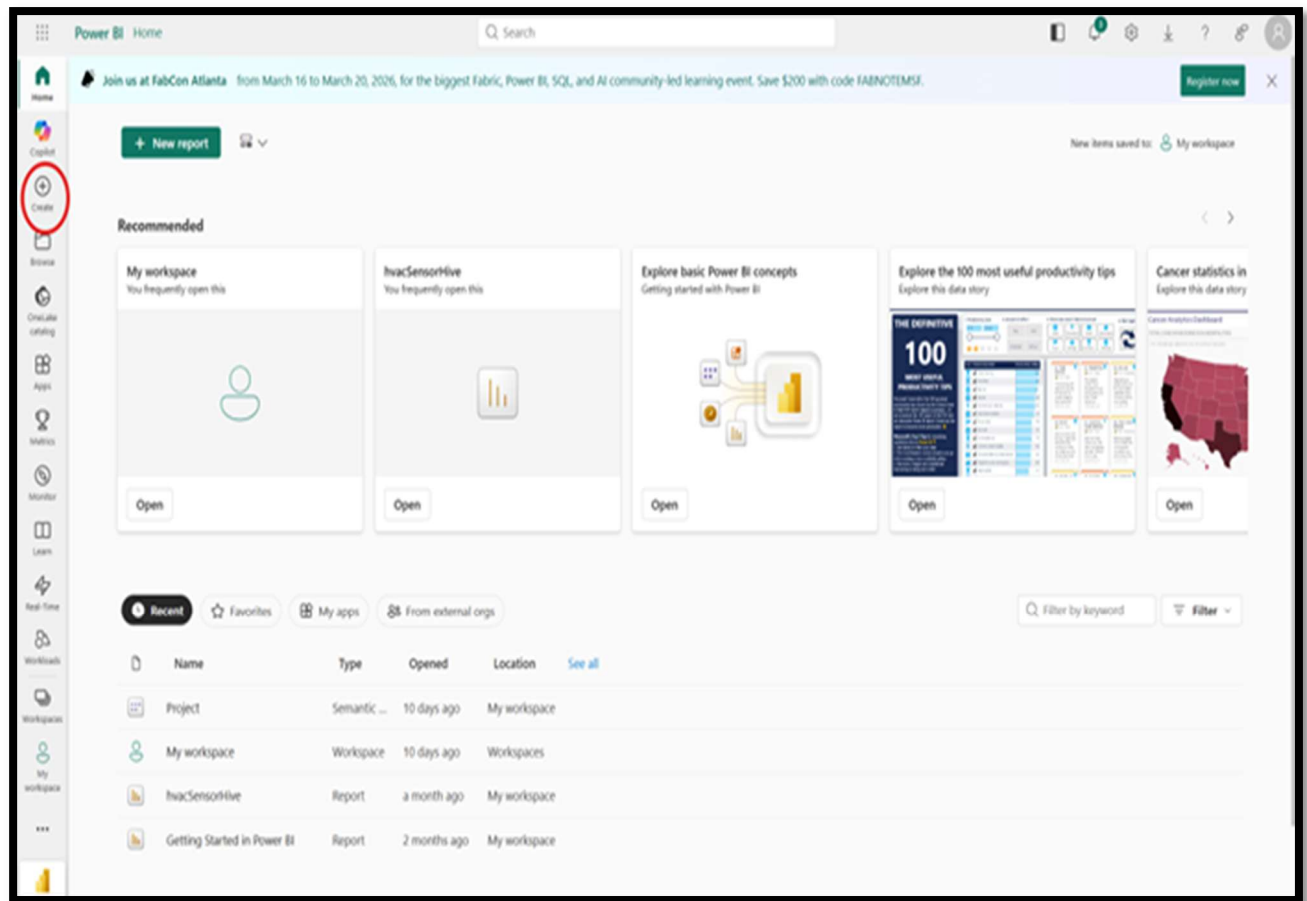 Power BI Home
Search
3
Join us at FabCon Atlanta from March 16 to March 20, 2026, for the biggest Fabric, Power BI, SQL, and AI community-led learning event. Save $200 with code FABNOTEMSF.
Register now
Home
Copilot
Create
Browse
OneLake
catalog
Apps
Metrics
Monitor
Learn
Real-Time
Workloads
Workspaces
My
workspace
+ New report
New items saved to: My workspace
Recommended
My workspace
You frequently open this
Open
hvacSensorHive
You frequently open this
Open
Explore basic Power BI concepts
Getting started with Power BI
Open
Explore the 100 most useful productivity tips
Explore this data story
THE DEFINITIVE
100
MOST USEFUL
PRODUCTIVITY TIPS
Open
Cancer statistics in
Explore this data story
Cancer Analytics Dashboard
Open
Recent Favorites My apps From external orgs
Filter by keyword Filter
Name Type Opened Location See all
Project Semantic ... 10 days ago My workspace
My workspace Workspace 10 days ago Workspaces
hvacSensorHive Report a month ago My workspace
Getting Started in Power BI Report 2 months ago My workspace